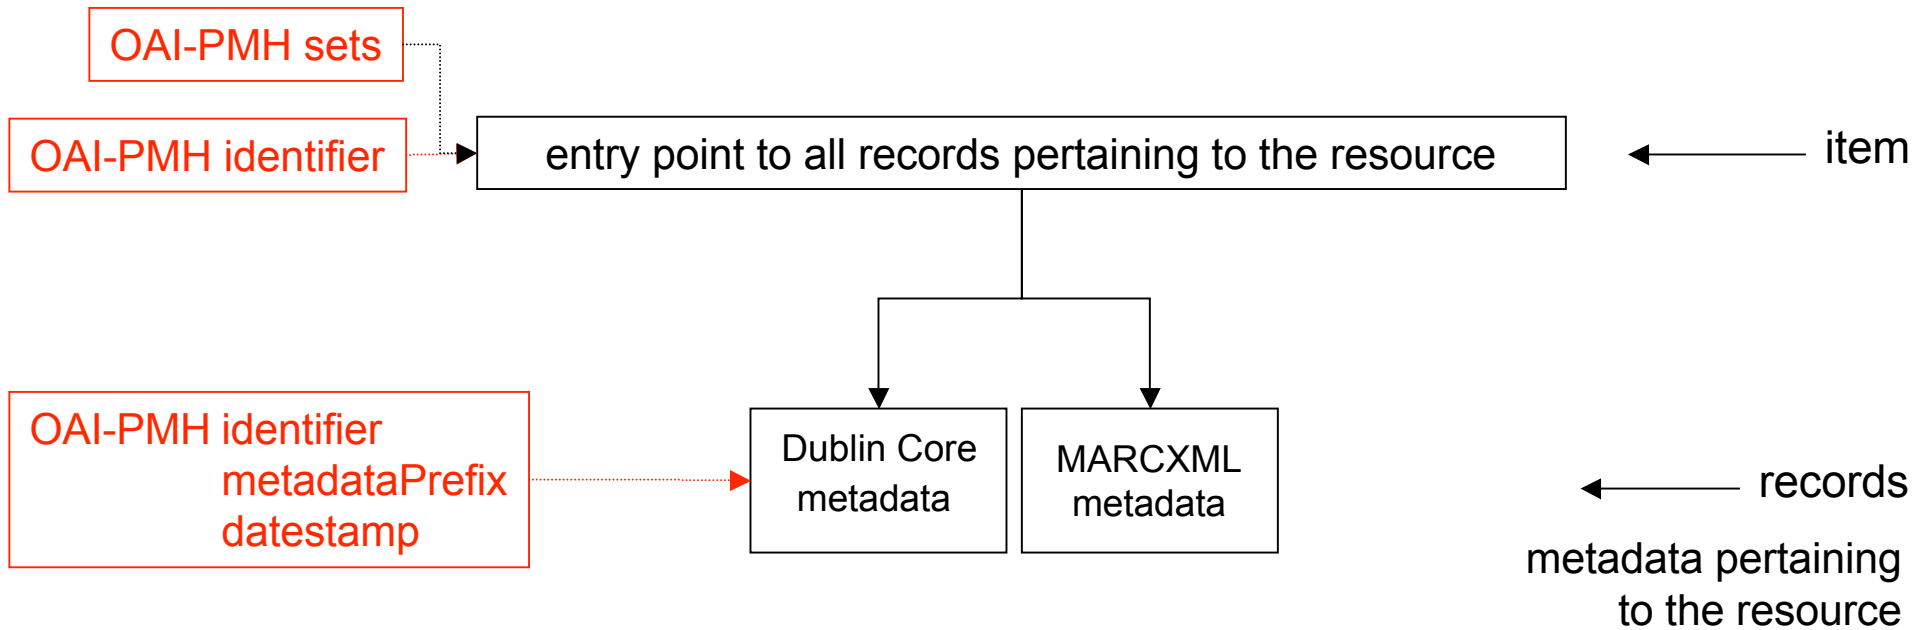 OAI-PMH sets
OAI-PMH identifier
entry point to all records pertaining to the resource
item
OAI-PMH identifier
metadataPrefix
datestamp
Dublin Core
metadata
MARCXML
metadata
records
metadata pertaining
to the resource